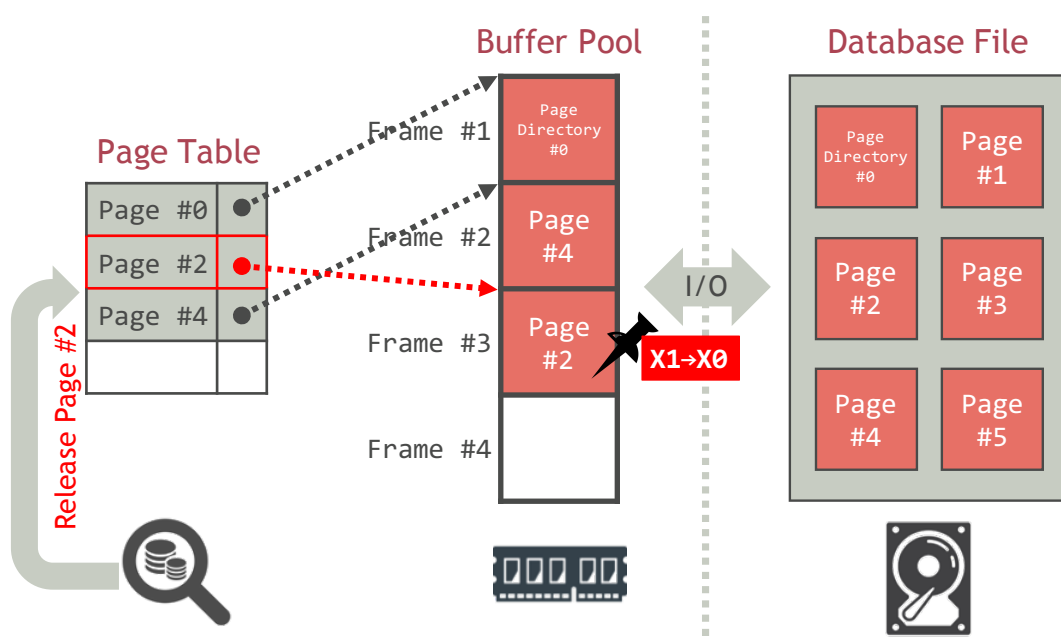 Buffer Pool
Database File
Page Table
Page #0
Page #2
Page #4
Release Page #2
Frame #1
Frame #2
Frame #3
Frame #4
Page
Directory
#0
Page
#4
Page
#2
X1→X0
I/O
Page
Directory
#0
Page
#1
Page
#2
Page
#3
Page
#4
Page
#5